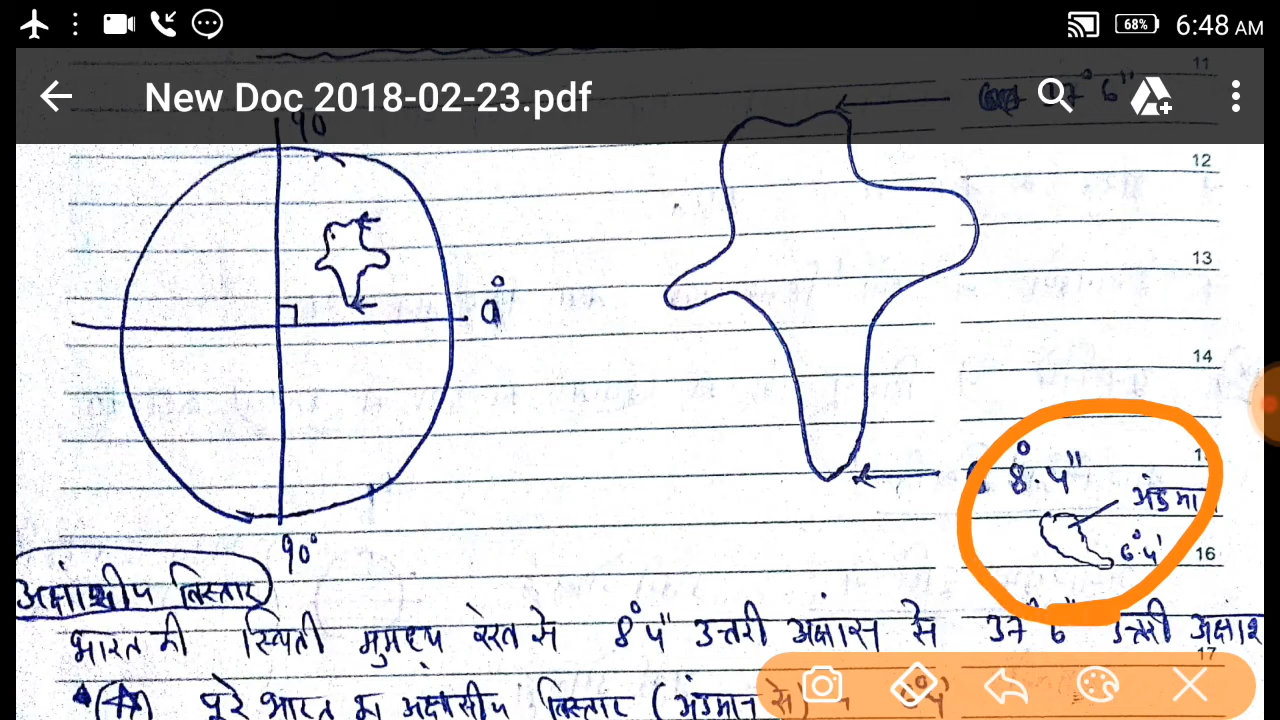 68% 6:48 AM
New Doc 2018-02-23.pdf
11
37° 6"
90
12
13
0°
14
8°.4"
अंडमा
6°.4'
16
90°
अक्षांशीय विस्तार
भारत की स्थिती भुमध्य रेखा से 8°4" उत्तरी अक्षांस से 37°6" उत्तरी अक्षांश
17
पूरे भारत का अक्षांसीय विस्तार (अंडमान से)